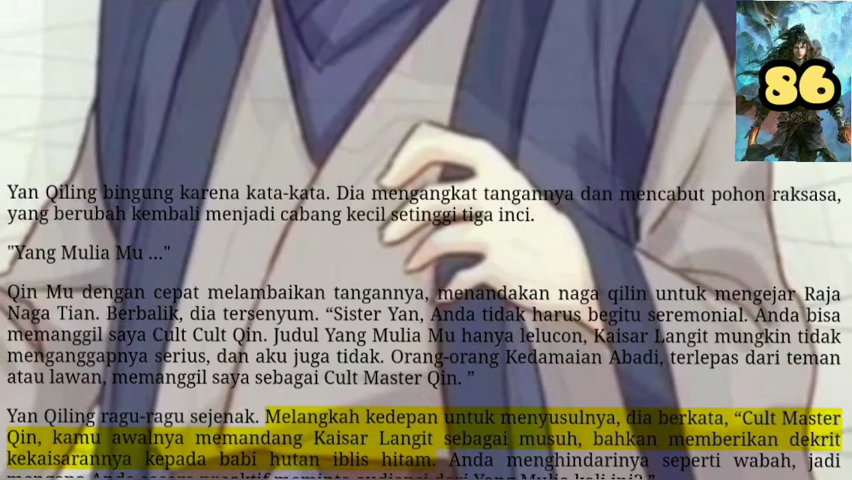 86
Yan Qiling bingung karena kata-kata. Dia mengangkat tangannya dan mencabut pohon raksasa,
yang berubah kembali menjadi cabang kecil setinggi tiga inci.
"Yang Mulia Mu ..."
Qin Mu dengan cepat melambaikan tangannya, menandakan naga qilin untuk mengejar Raja
Naga Tian. Berbalik, dia tersenyum. “Sister Yan, Anda tidak harus begitu seremonial. Anda bisa
memanggil saya Cult Cult Qin. Judul Yang Mulia Mu hanya lelucon, Kaisar Langit mungkin tidak
menganggapnya serius, dan aku juga tidak. Orang-orang Kedamaian Abadi, terlepas dari teman
atau lawan, memanggil saya sebagai Cult Master Qin. ”
Yan Qiling ragu-ragu sejenak. Melangkah kedepan untuk menyusulnya, dia berkata, “Cult Master
Qin, kamu awalnya memandang Kaisar Langit sebagai musuh, bahkan memberikan dekrit
kekaisarannya kepada babi hutan iblis hitam. Anda menghindarinya seperti wabah, jadi